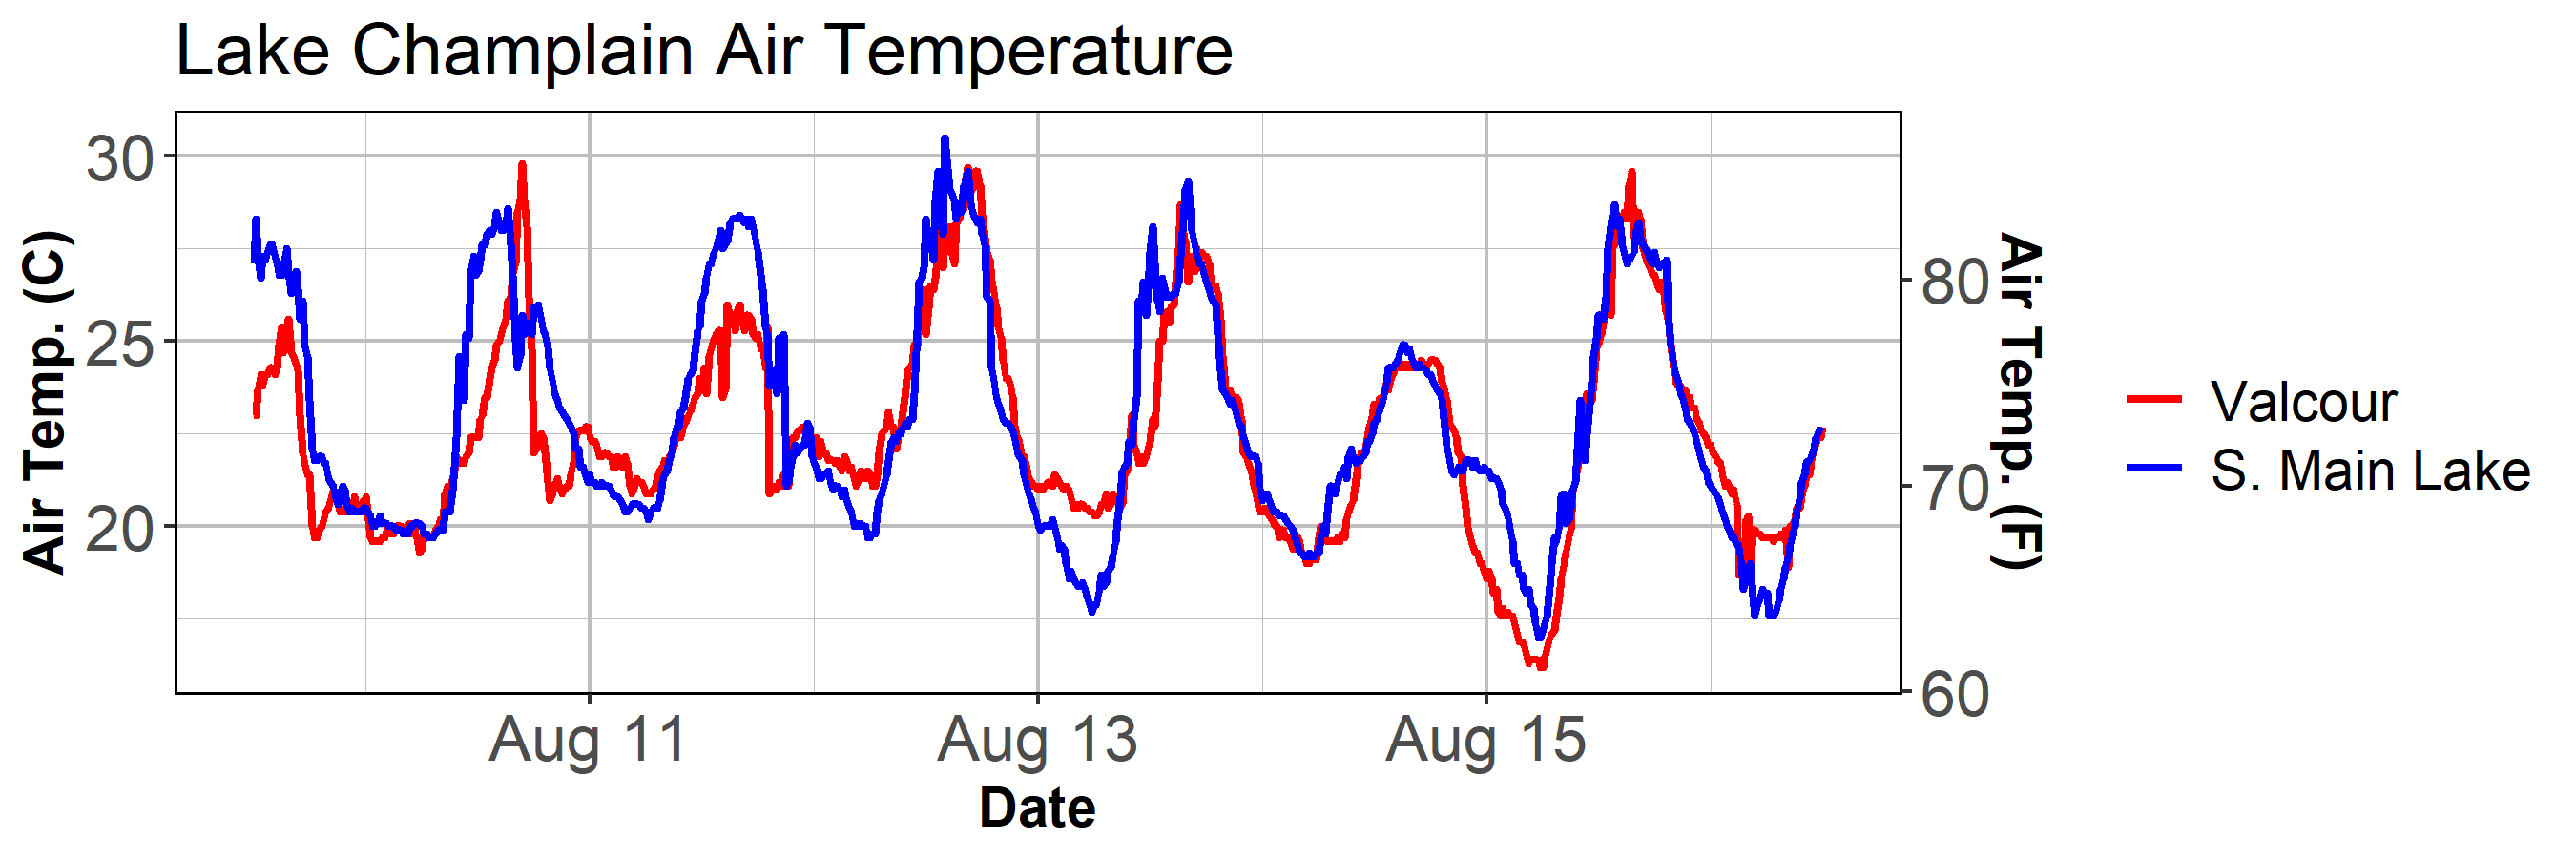 Lake Champlain Air Temperature
Air Temp. (C)
30
25
20
80
70
60
Air Temp. (F)
Aug 11
Aug 13
Aug 15
Date
Valcour
S. Main Lake